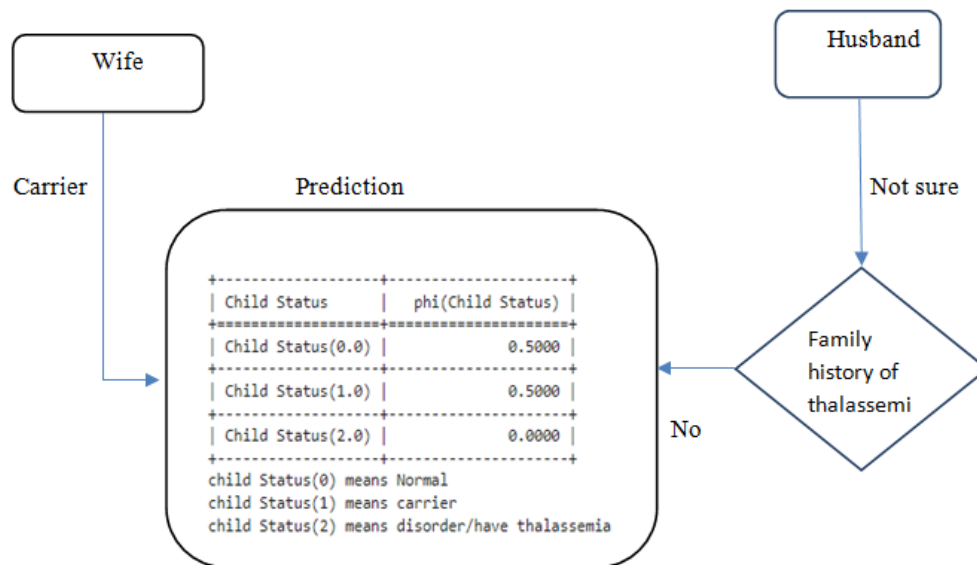 Wife
Husband
Carrier
Prediction
Not sure
+-------------------+---------------------+
| Child Status      |   phi(Child Status) |
+===================+=====================+
| Child Status(0.0) |              0.5000 |
+-------------------+---------------------+
| Child Status(1.0) |              0.5000 |
+-------------------+---------------------+
| Child Status(2.0) |              0.0000 |
+-------------------+---------------------+
child Status(0) means Normal
child Status(1) means carrier
child Status(2) means disorder/have thalassemia
Family
history of
thalassemi
No